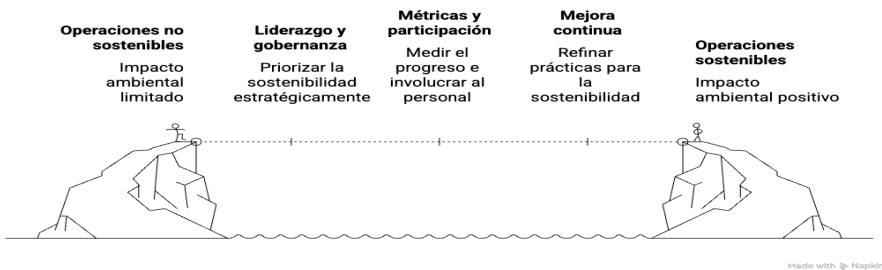 Operaciones no
sostenibles
Impacto
ambiental
limitado
Liderazgo y
gobernanza
Priorizar la
sostenibilidad
estratégicamente
Métricas y
participación
Medir el
progreso e
involucrar al
personal
Mejora
continua
Refinar
prácticas para
la
sostenibilidad
Operaciones
sostenibles
Impacto
ambiental positivo
Made with Napkin